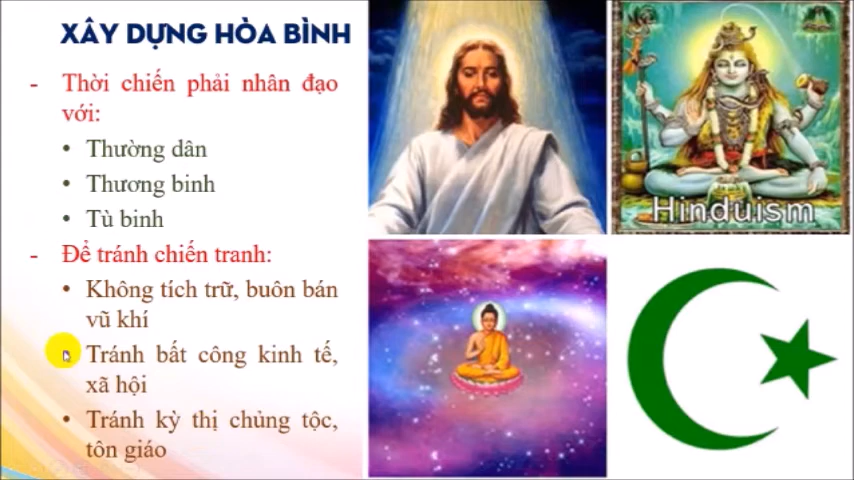 XÂY DỰNG HÒA BÌNH
- Thời chiến phải nhân đạo
với:
• Thường dân
• Thương binh
• Tù binh
- Để tránh chiến tranh:
• Không tích trữ, buôn bán
vũ khí
Tránh bất công kinh tế,
xã hội
• Tránh kỳ thị chủng tộc,
tôn giáo
Hinduism